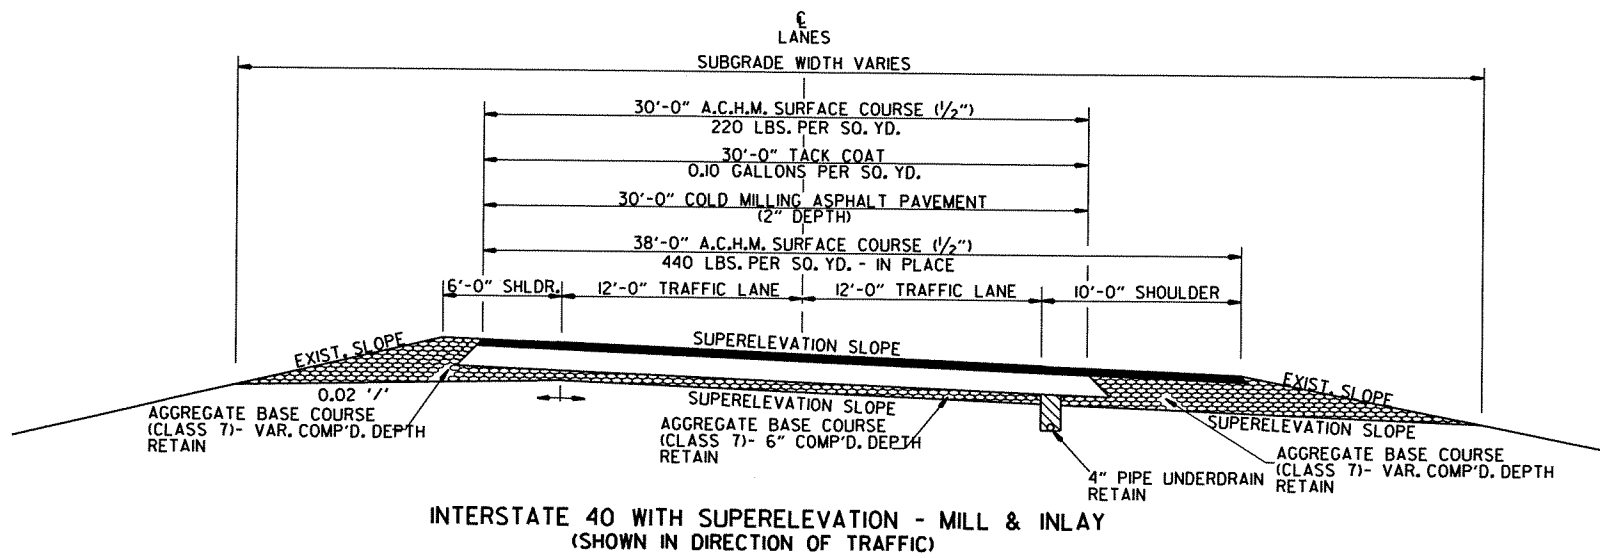 ℄
LANES
SUBGRADE WIDTH VARIES
30'-0" A.C.H.M. SURFACE COURSE (1/2")
220 LBS. PER SQ. YD.
30'-0" TACK COAT
0.10 GALLONS PER SQ. YD.
30'-0" COLD MILLING ASPHALT PAVEMENT
(2" DEPTH)
38'-0" A.C.H.M. SURFACE COURSE (1/2")
440 LBS. PER SQ. YD. - IN PLACE
6'-0" SHLDR.
12'-0" TRAFFIC LANE
12'-0" TRAFFIC LANE
10'-0" SHOULDER
EXIST. SLOPE
SUPERELEVATION SLOPE
EXIST. SLOPE
0.02 '/'
SUPERELEVATION SLOPE
SUPERELEVATION SLOPE
AGGREGATE BASE COURSE
(CLASS 7)- VAR. COMP'D. DEPTH
RETAIN
AGGREGATE BASE COURSE
(CLASS 7)- 6" COMP'D. DEPTH
RETAIN
4" PIPE UNDERDRAIN
RETAIN
AGGREGATE BASE COURSE
(CLASS 7)- VAR. COMP'D. DEPTH
RETAIN
INTERSTATE 40 WITH SUPERELEVATION - MILL & INLAY
(SHOWN IN DIRECTION OF TRAFFIC)